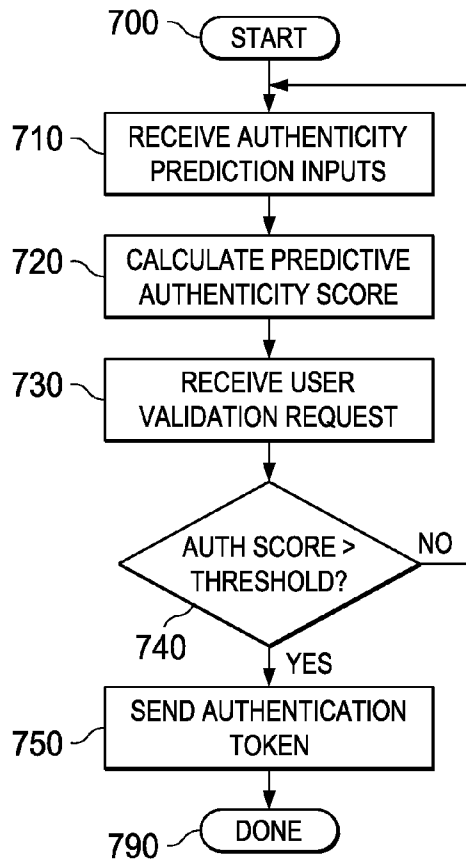 700
START
710
RECEIVE AUTHENTICITY
PREDICTION INPUTS
720
CALCULATE PREDICTIVE
AUTHENTICITY SCORE
730
RECEIVE USER
VALIDATION REQUEST
AUTH SCORE >
THRESHOLD?
NO
740
YES
750
SEND AUTHENTICATION
TOKEN
790
DONE